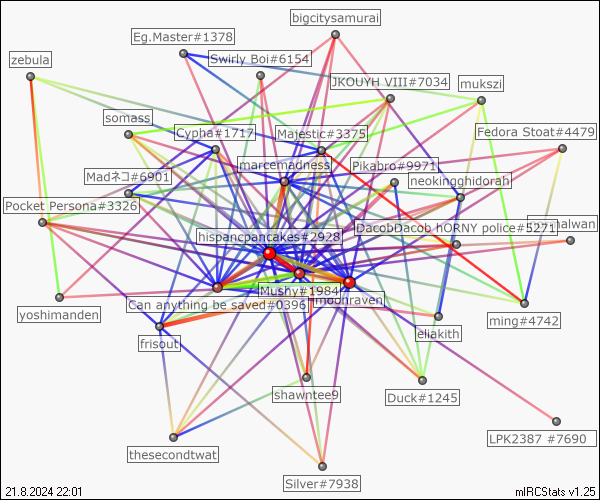 bigcitysamurai
Eg.Master#1378
Swirly Boi#6154
zebula
JKOUYH VIII#7034
mukszi
somass
Cypha#1717
Majestic#3375
Fedora Stoat#4479
marcemadness
Pikabro#9971
Madネコ#6901
neokingghidorah
Pocket Persona#3326
DacobDacob hORNY police#5271
halwan
hispancpancakes#2928
Mushy#1984
Can anything be saved#0396
moonraven
yoshimanden
eliakith
ming#4742
frisout
shawntee9
Duck#1245
LPK2387 #7690
thesecondtwat
Silver#7938
21.8.2024 22:01
mIRCStats v1.25